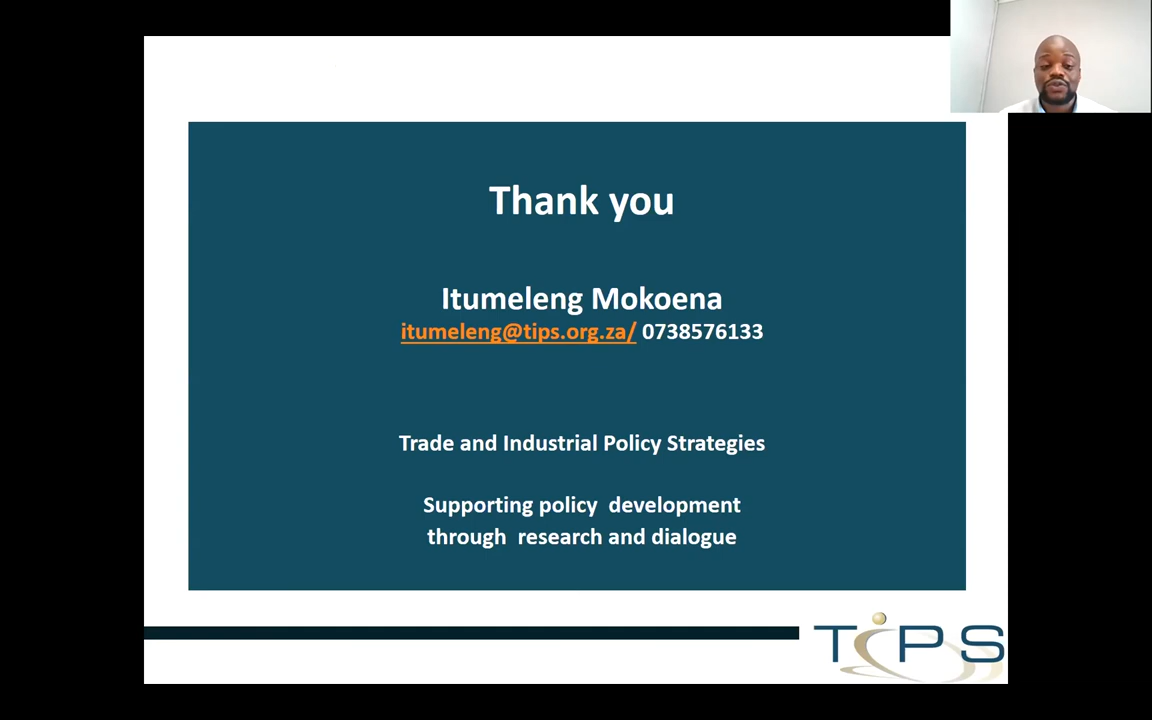 Thank you
Itumeleng Mokoena
itumeleng@tips.org.za/ 0738576133
Trade and Industrial Policy Strategies
Supporting policy  development
through  research and dialogue
TiPS